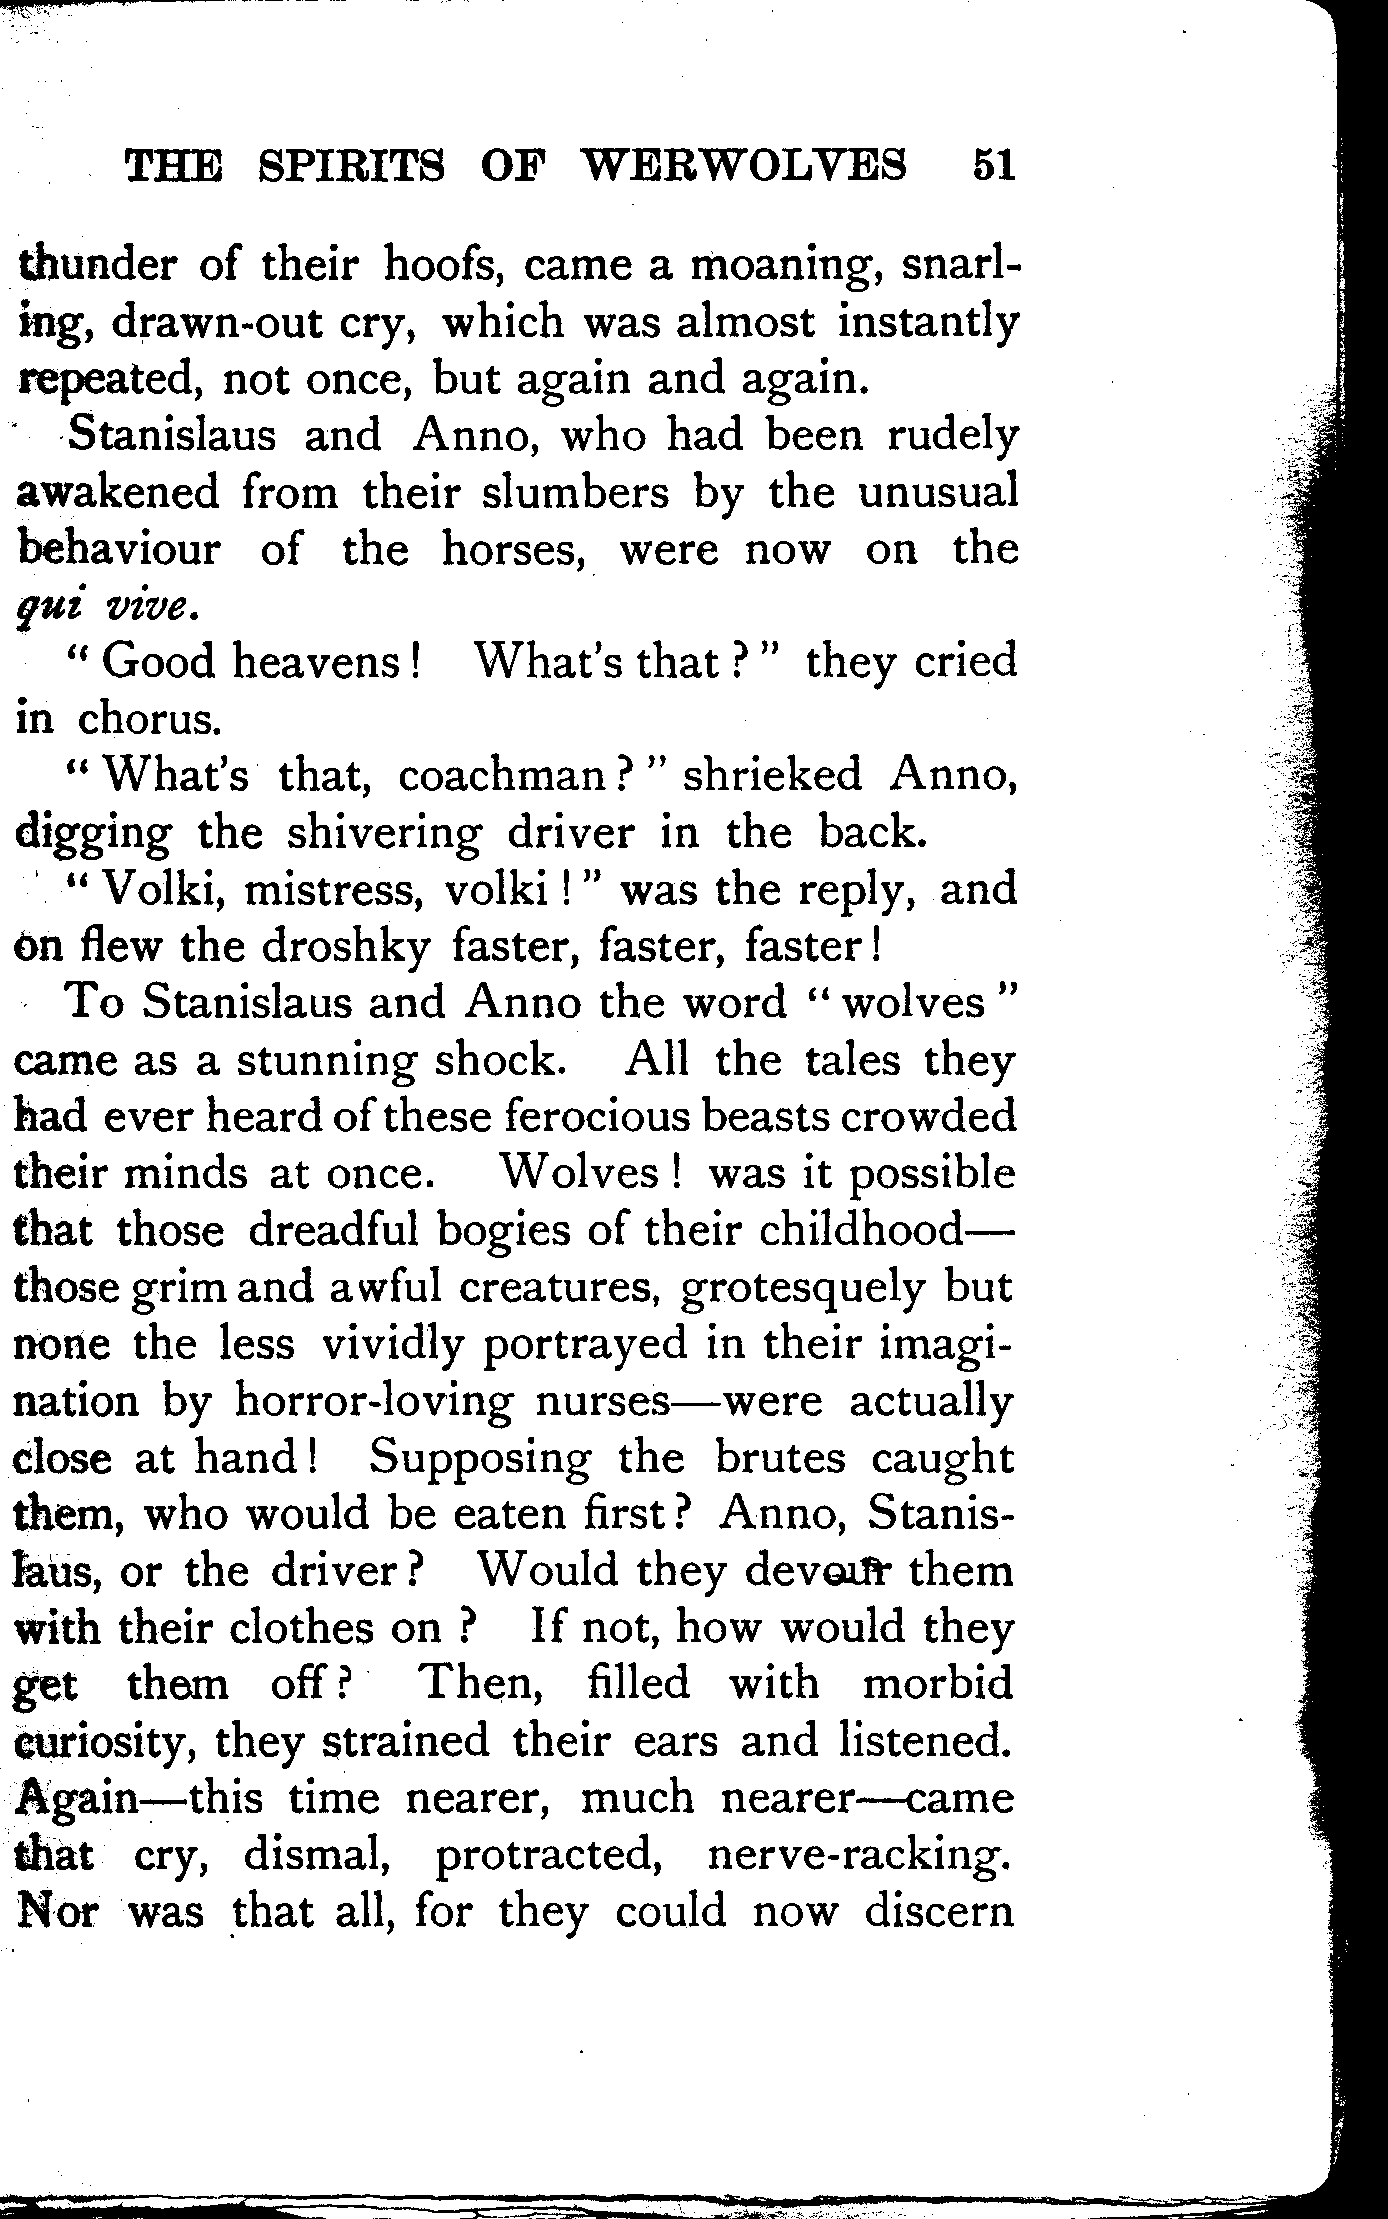 THE SPIRITS OF WERWOLVES 51
thunder of their hoofs, came a moaning, snarl-
ing, drawn-out cry, which was almost instantly
repeated, not once, but again and again.
Stanislaus and Anno, who had been rudely
awakened from their slumbers by the unusual
behaviour of the horses, were now on the
qui vive.
" Good heavens ! What's that ? " they cried
in chorus.
" What's that, coachman ? " shrieked Anno,
digging the shivering driver in the back.
" Volki, mistress, volki ! " was the reply, and
on flew the droshky faster, faster, faster !
To Stanislaus and Anno the word " wolves "
came as a stunning shock. All the tales they
had ever heard of these ferocious beasts crowded
their minds at once. Wolves ! was it possible
that those dreadful bogies of their childhood—
those grim and awful creatures, grotesquely but
none the less vividly portrayed in their imagi-
nation by horror-loving nurses—were actually
close at hand ! Supposing the brutes caught
them, who would be eaten first ? Anno, Stanis-
laus, or the driver ? Would they devour them
with their clothes on ? If not, how would they
get them off ? Then, filled with morbid
curiosity, they strained their ears and listened.
Again—this time nearer, much nearer—came
that cry, dismal, protracted, nerve-racking.
Nor was that all, for they could now discern